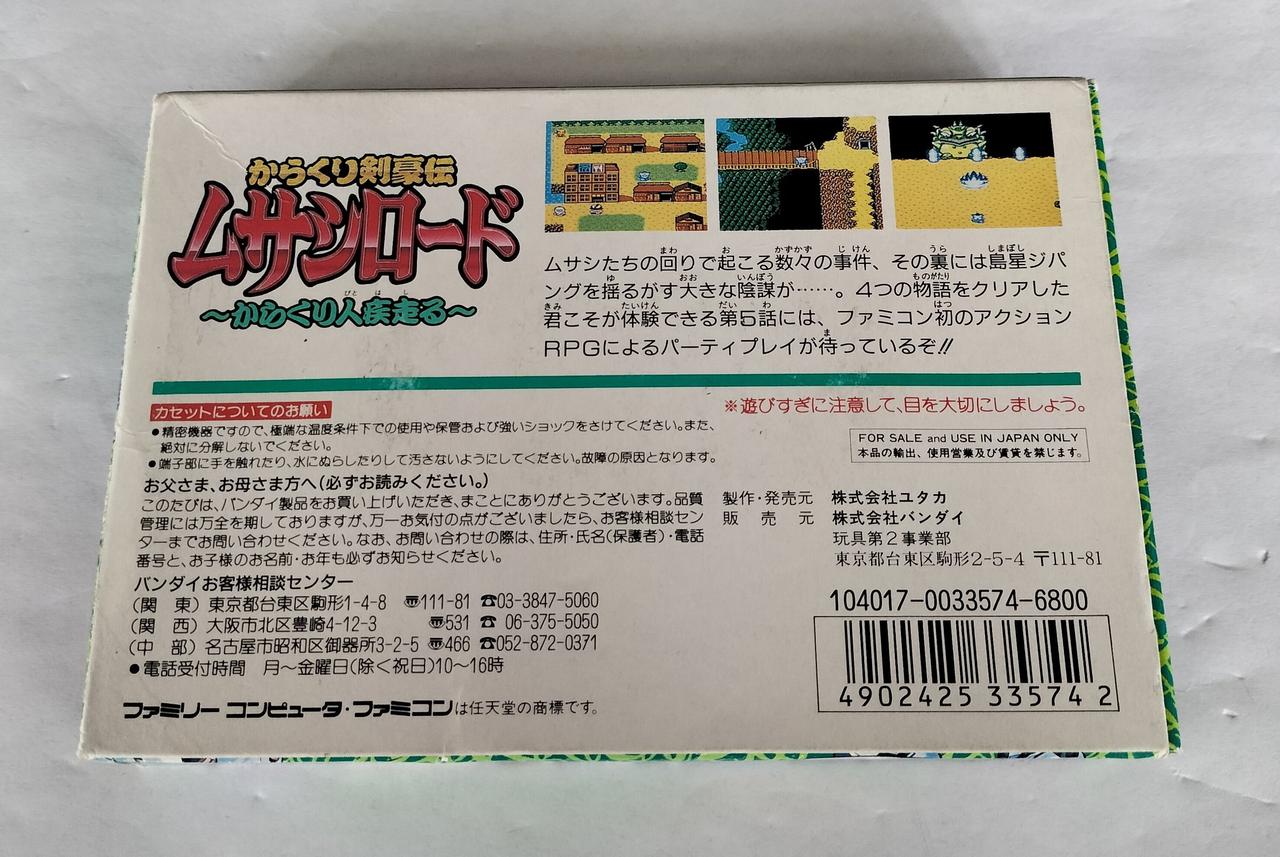 からくり剣豪伝
ムサシロード
～からくり人疾走る～
ムサシたちの回りで起こる数々の事件、その裏には島星ジパ
ングを揺るがす大きな陰謀が……。4つの物語をクリアした
君こそが体験できる第5話には、ファミコン初のアクション
RPGによるパーティプレイが待っているぞ!!
カセットについてのお願い
※遊びすぎに注意して、目を大切にしましょう。
●精密機器ですので、極端な温度条件下での使用や保管および強いショックをさけてください。また、
絶対に分解しないでください。
●端子部に手を触れたり、水にぬらしたりして汚さないようにしてください。故障の原因となります。
FOR SALE and USE IN JAPAN ONLY
本品の輸出、使用営業及び賃貸を禁じます。
お父さま、お母さま方へ(必ずお読みください。)
このたびは、バンダイ製品をお買い上げいただき、まことにありがとうございます。品質
管理には万全を期しておりますが、万一お気付の点がございましたら、お客様相談セン
ターまでお問い合わせください。なお、お問い合わせの際は、住所・氏名(保護者)・電話
番号と、お子様のお名前・お年も必ずお知らせください。
製作・発売元 株式会社ユタカ
販売元 株式会社バンダイ
玩具第2事業部
東京都台東区駒形2-5-4 〒111-81
バンダイお客様相談センター
(関東)東京都台東区駒形1-4-8 〠111-81 ☎03-3847-5060
(関西)大阪市北区豊崎4-12-3 〠531 ☎06-375-5050
(中部)名古屋市昭和区御器所3-2-5 〠466 ☎052-872-0371
●電話受付時間 月～金曜日(除く祝日)10～16時
104017-0033574-6800
4902425 33574 2
ファミリーコンピュータ・ファミコンは任天堂の商標です。